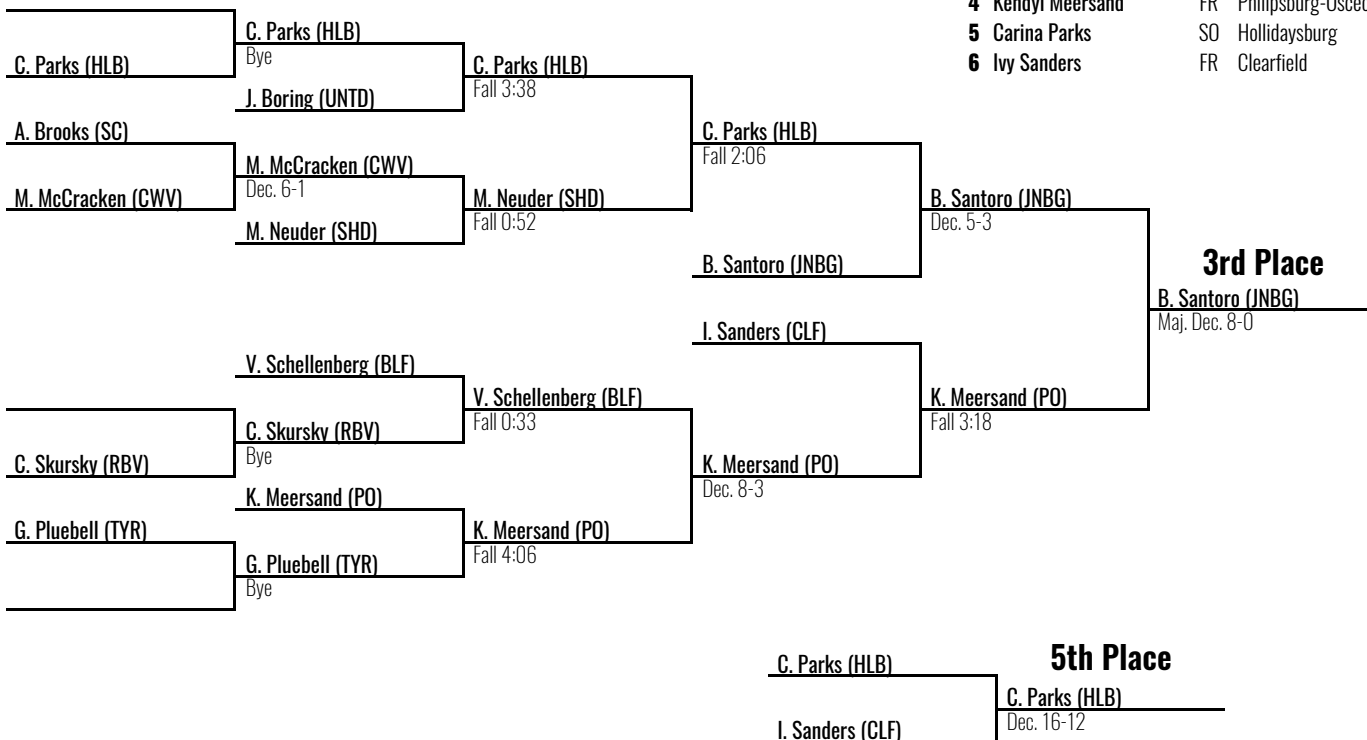 4 Kendyl Meersand FR
5 Carina Parks SO Hollidaysburg
6 Ivy Sanders FR Clearfield
C. Parks (HLB)
C. Parks (HLB)
Bye
J. Boring (UNTD)
C. Parks (HLB)
Fall 3:38
A. Brooks (SC)
M. McCracken (CWV)
M. McCracken (CWV)
Dec. 6-1
M. Neuder (SHD)
M. Neuder (SHD)
Fall 0:52
C. Parks (HLB)
Fall 2:06
B. Santoro (JNBG)
B. Santoro (JNBG)
Dec. 5-3
3rd Place
B. Santoro (JNBG)
Maj. Dec. 8-0
I. Sanders (CLF)
V. Schellenberg (BLF)
V. Schellenberg (BLF)
Fall 0:33
C. Skursky (RBV)
C. Skursky (RBV)
Bye
K. Meersand (PO)
Fall 3:18
K. Meersand (PO)
Dec. 8-3
K. Meersand (PO)
K. Meersand (PO)
Fall 4:06
G. Pluebell (TYR)
G. Pluebell (TYR)
Bye
5th Place
C. Parks (HLB)
C. Parks (HLB)
Dec. 16-12
I. Sanders (CLF)